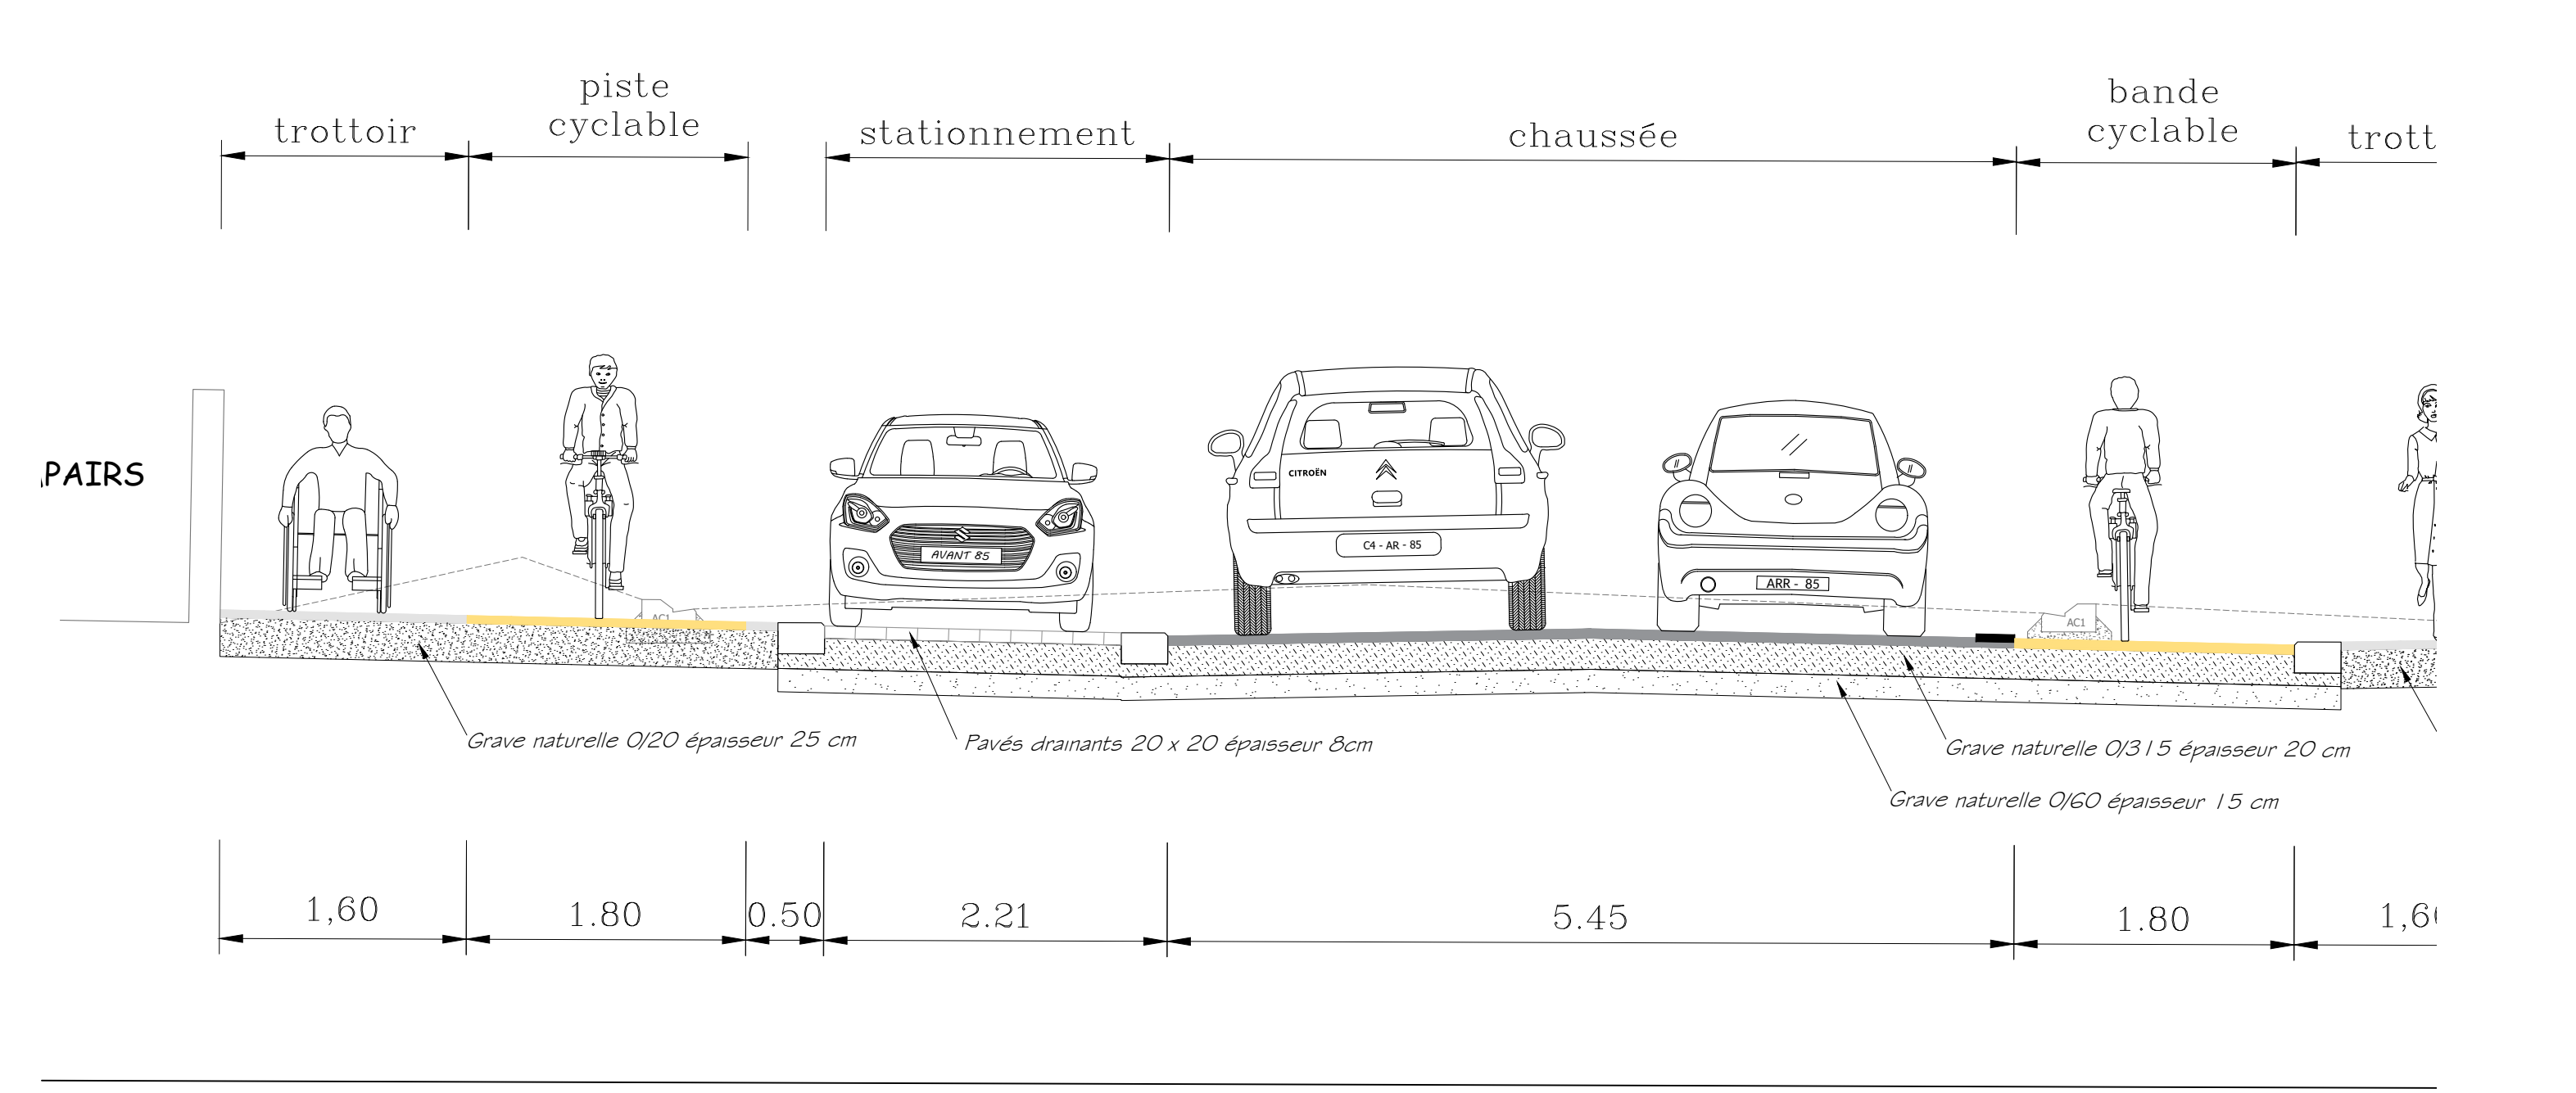 piste
cyclable
trottoir
stationnement
chaussée
bande
cyclable
trott
PAIRS
CITROËN
AVANT 85
C4 - AR - 85
ARR - 85
AC1
AC1
Grave naturelle 0/20 épaisseur 25 cm
Pavés drainants 20 x 20 épaisseur 8cm
Grave naturelle 0/315 épaisseur 20 cm
Grave naturelle 0/60 épaisseur 15 cm
1,60
1.80
0.50
2.21
5.45
1.80
1,6